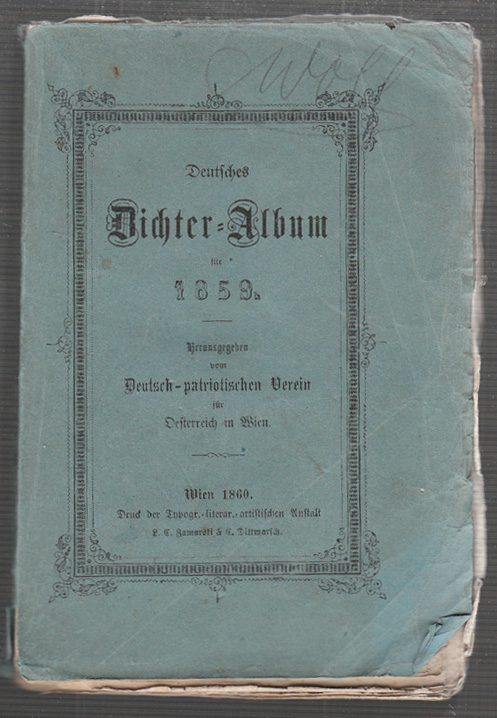 Deutsches
Dichter-Album
für
1859.
Herausgegeben
vom
Deutsch-patriotischen Verein
für
Oesterreich in Wien.
Wien 1860.
Druck der Typogr.-literar.-artistischen Anstalt
L. C. Zamarski & C. Dittmarsch.